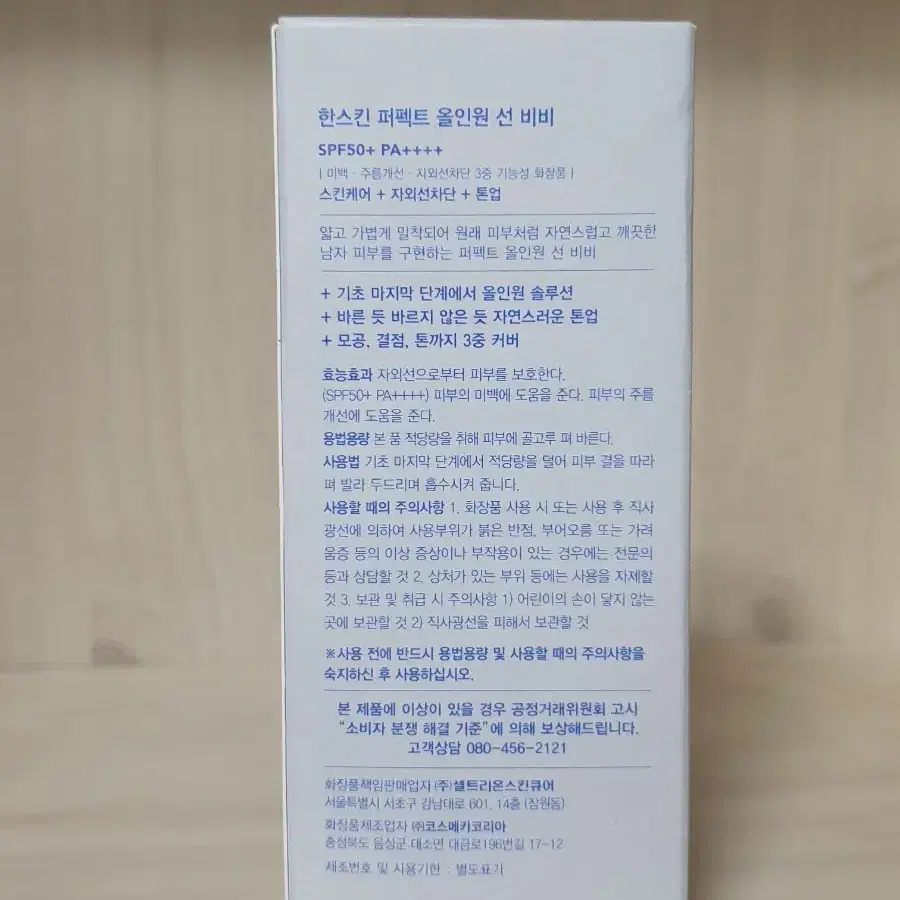 한스킨 퍼펙트 올인원 선 비비
SPF50+ PA++++
| 미백 · 주름개선 · 자외선차단 3중 기능성 화장품 |
스킨케어 + 자외선차단 + 톤업
얇고 가볍게 밀착되어 원래 피부처럼 자연스럽고 깨끗한
남자 피부를 구현하는 퍼펙트 올인원 선 비비
+ 기초 마지막 단계에서 올인원 솔루션
+ 바른 듯 바르지 않은 듯 자연스러운 톤업
+ 모공, 결점, 톤까지 3중 커버
효능효과 자외선으로부터 피부를 보호한다.
(SPF50+ PA++++) 피부의 미백에 도움을 준다. 피부의 주름
개선에 도움을 준다.
용법용량 본 품 적당량을 취해 피부에 골고루 펴 바른다.
사용법 기초 마지막 단계에서 적당량을 덜어 피부 결을 따라
펴 발라 두드리며 흡수시켜 줍니다.
사용할 때의 주의사항 1. 화장품 사용 시 또는 사용 후 직사
광선에 의하여 사용부위가 붉은 반점, 부어오름 또는 가려
움증 등의 이상 증상이나 부작용이 있는 경우에는 전문의
등과 상담할 것 2. 상처가 있는 부위 등에는 사용을 자제할
것 3. 보관 및 취급 시 주의사항 1) 어린이의 손이 닿지 않는
곳에 보관할 것 2) 직사광선을 피해서 보관할 것
※사용 전에 반드시 용법용량 및 사용할 때의 주의사항을
숙지하신 후 사용하십시오.
본 제품에 이상이 있을 경우 공정거래위원회 고시
"소비자 분쟁 해결 기준"에 의해 보상해드립니다.
고객상담 080-456-2121
화장품책임판매업자 (주)셀트리온스킨큐어
서울특별시 서초구 강남대로 601, 14층 (잠원동)
화장품제조업자 ㈜코스메카코리아
충청북도 음성군 대소면 대금로196번길 17-12
제조번호 및 사용기한 : 별도표기